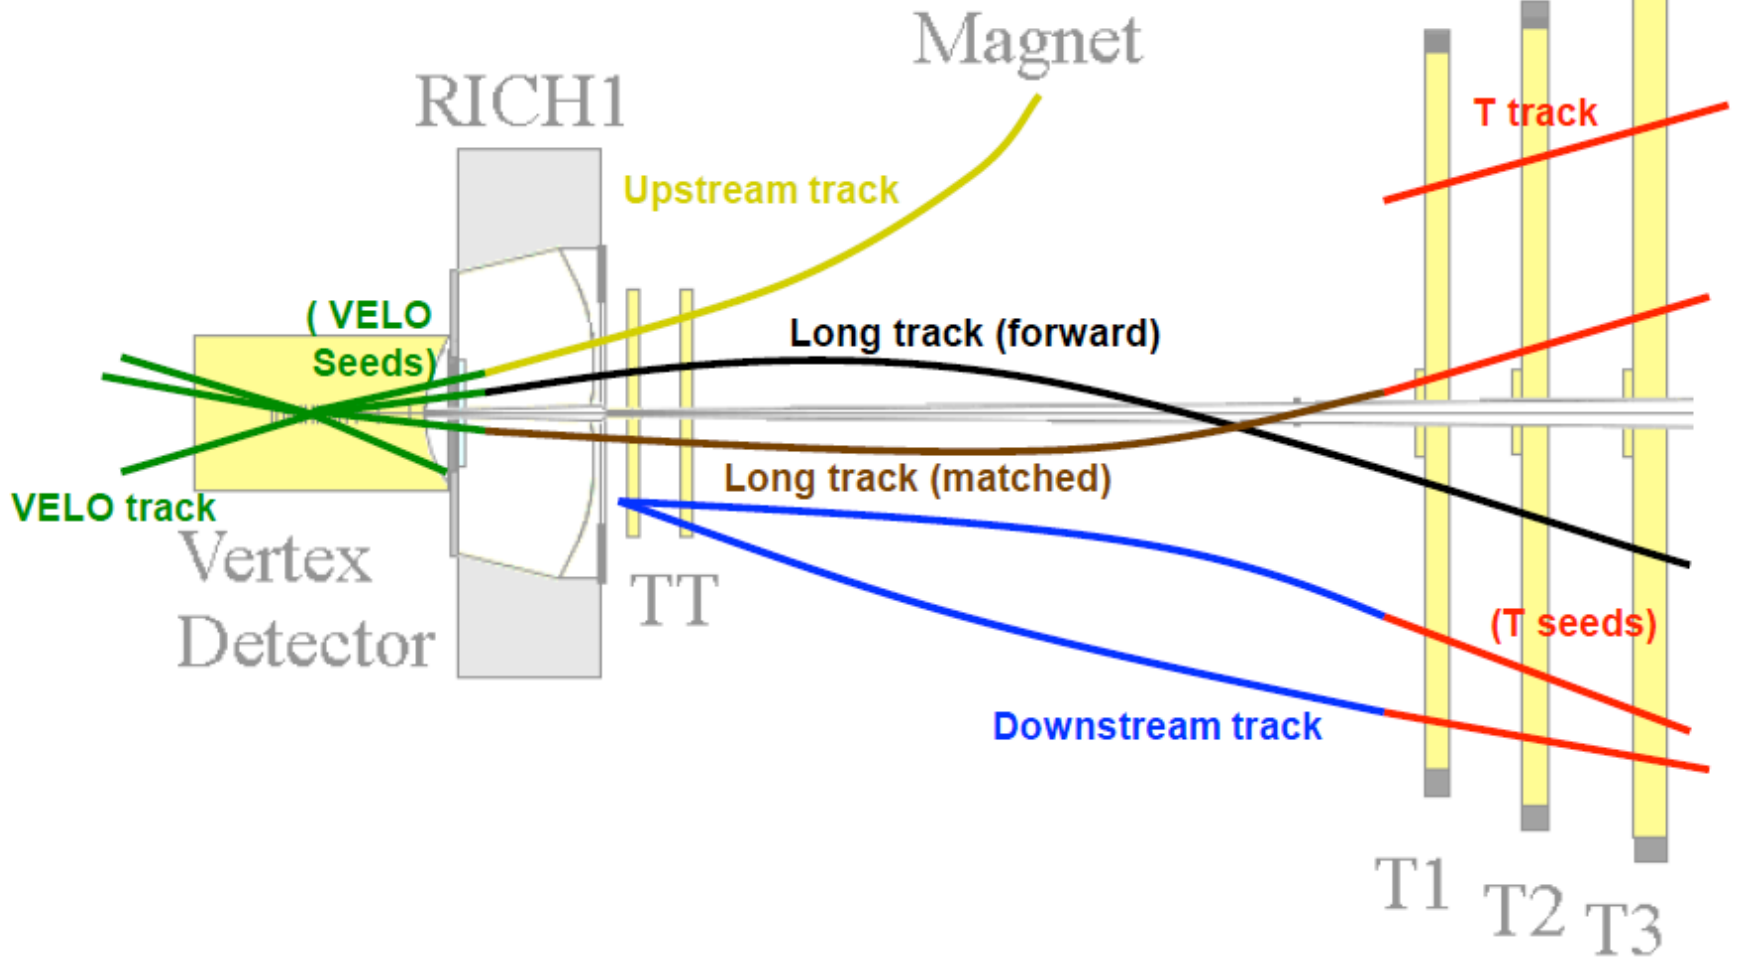 Magnet
RICH1
T track
Upstream track
( VELO
Seeds)
Long track (forward)
Long track (matched)
VELO track
Vertex
Detector
TT
(T seeds)
Downstream track
T1
T2
T3